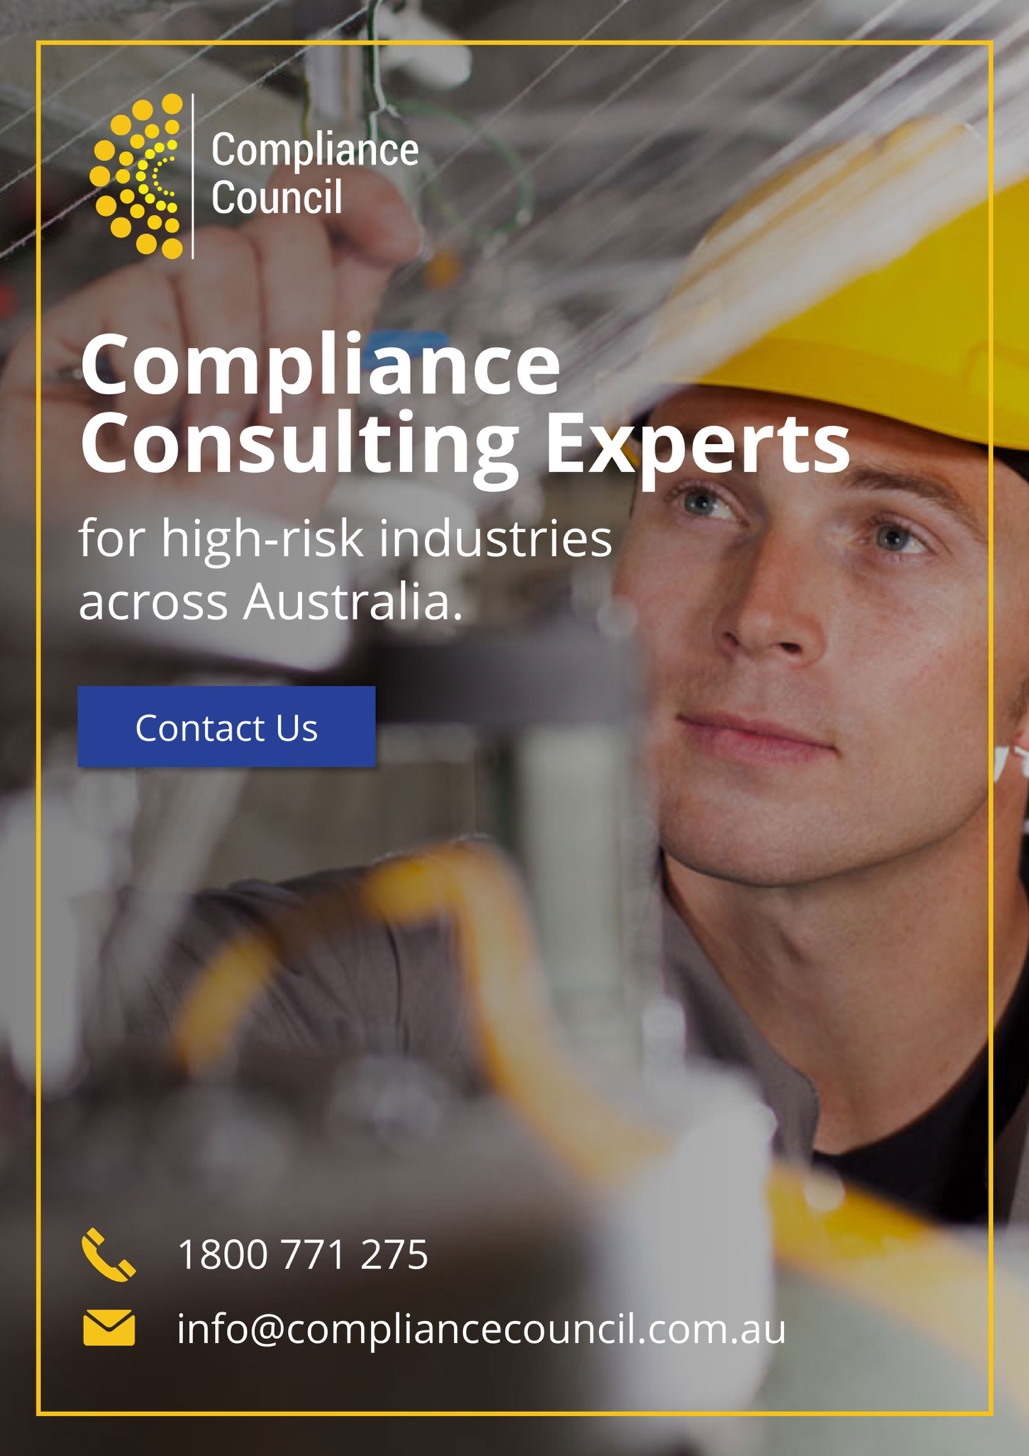 Compliance
Council
Compliance
Consulting Experts
for high-risk industries
across Australia.
Contact Us
1800 771 275
info@compliancecouncil.com.au